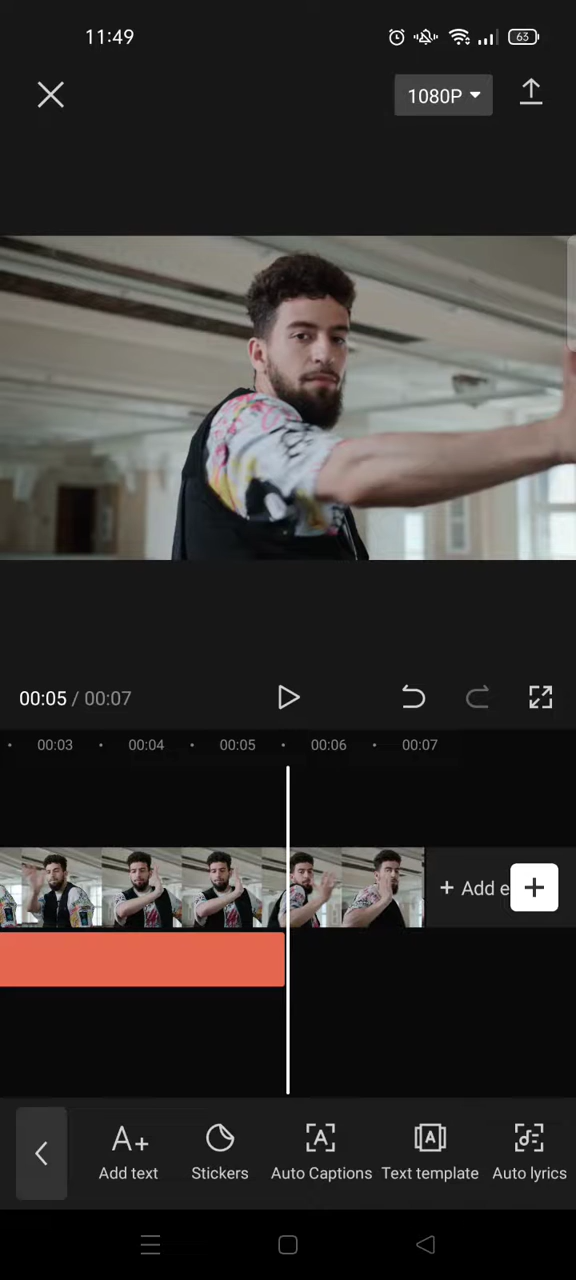 11:49
63
1080P
00:05 / 00:07
00:03 00:04 00:05 00:06 00:07
+ Add e
+
A+
A
A
Add text
Stickers
Auto Captions
Text template
Auto lyrics